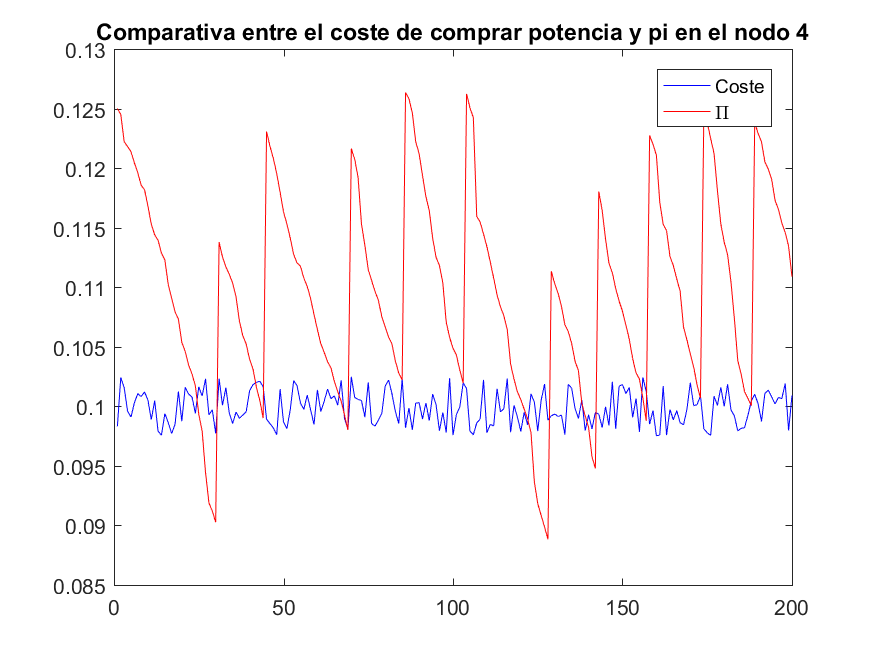 Comparativa entre el coste de comprar potencia y pi en el nodo 4
0.13
0.125
0.12
0.115
0.11
0.105
0.1
0.095
0.09
0.085
Coste
Π
0 50 100 150 200